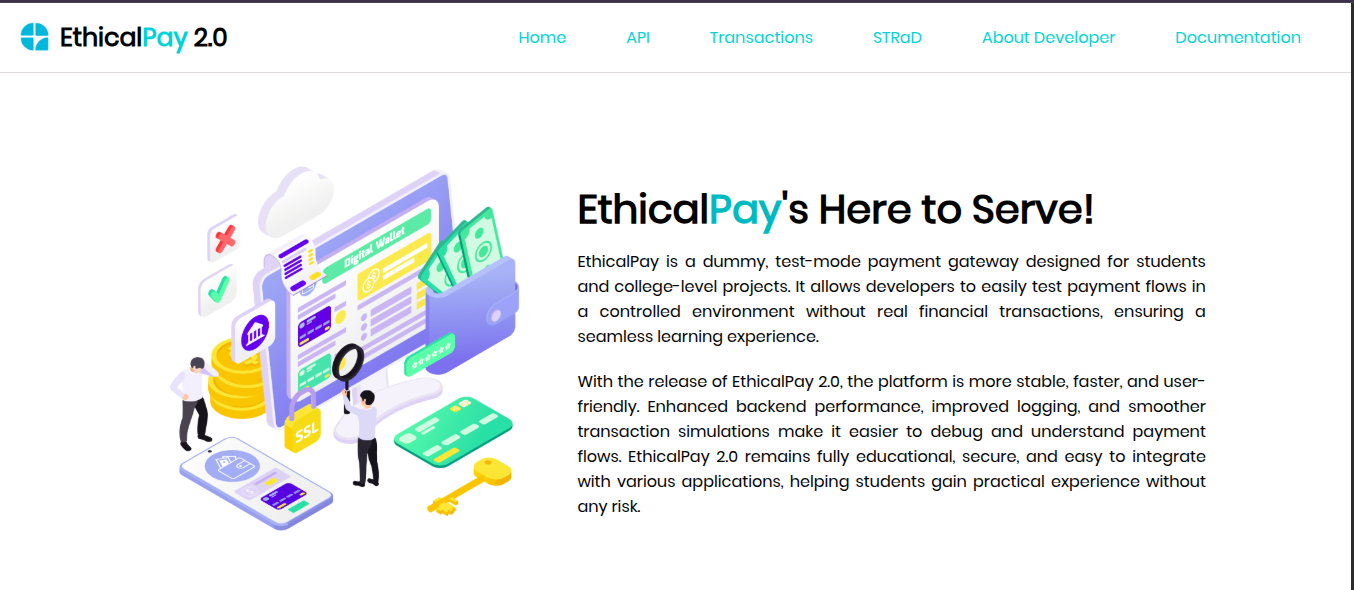 EthicalPay 2.0
Home
API
Transactions
STRaD
About Developer
Documentation
Digital Wallet
SSL
EthicalPay's Here to Serve!
EthicalPay is a dummy, test-mode payment gateway designed for students
and college-level projects. It allows developers to easily test payment flows in
a controlled environment without real financial transactions, ensuring a
seamless learning experience.
With the release of EthicalPay 2.0, the platform is more stable, faster, and user-
friendly. Enhanced backend performance, improved logging, and smoother
transaction simulations make it easier to debug and understand payment
flows. EthicalPay 2.0 remains fully educational, secure, and easy to integrate
with various applications, helping students gain practical experience without
any risk.